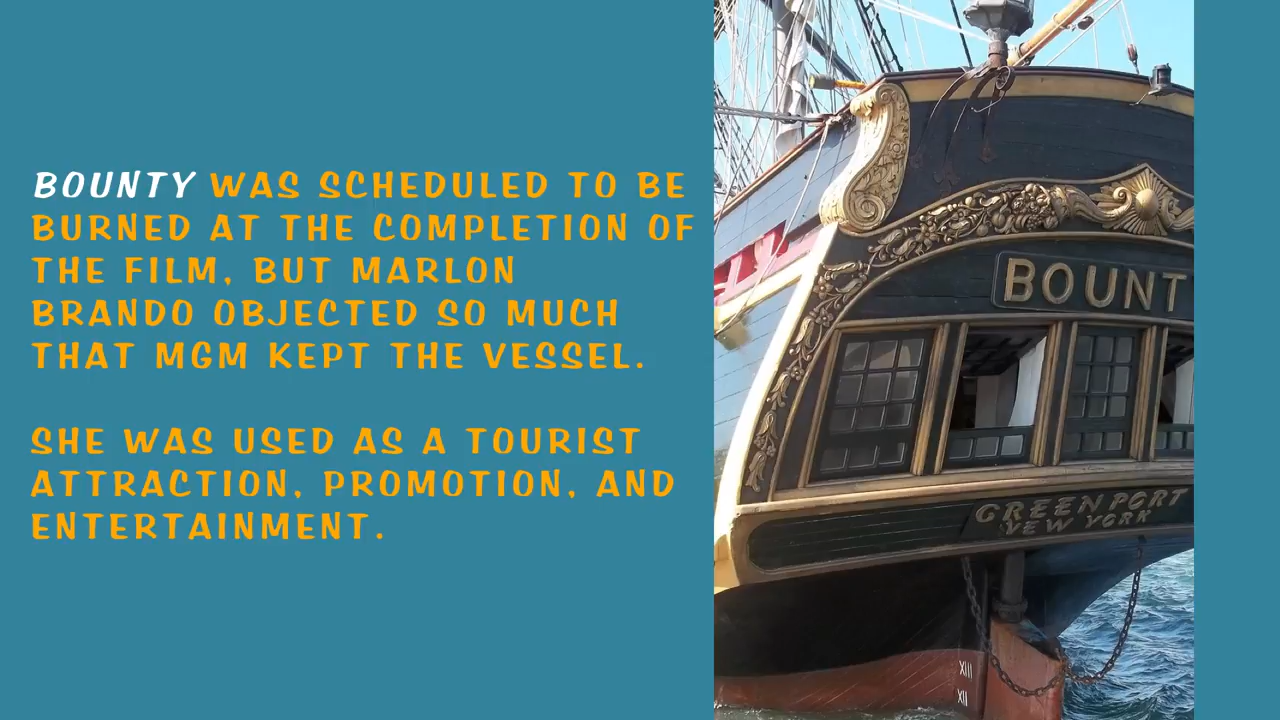 BOUNTY WAS SCHEDULED TO BE
BURNED AT THE COMPLETION OF
THE FILM, BUT MARLON
BRANDO OBJECTED SO MUCH
THAT MGM KEPT THE VESSEL.
SHE WAS USED AS A TOURIST
ATTRACTION, PROMOTION, AND
ENTERTAINMENT.
BOUNT
GREENPORT
NEW YORK
XIII
XII